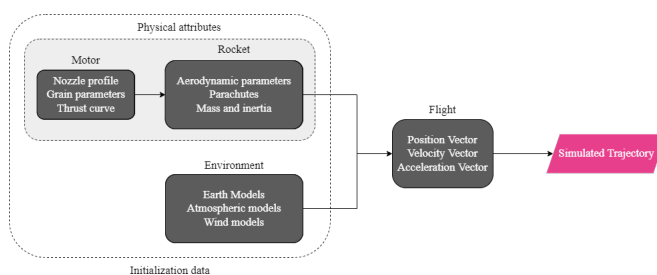 Physical attributes
Motor
Nozzle profile
Grain parameters
Thrust curve
Rocket
Aerodynamic parameters
Parachutes
Mass and inertia
Environment
Earth Models
Atmospheric models
Wind models
Initialization data
Flight
Position Vector
Velocity Vector
Acceleration Vector
Simulated Trajectory